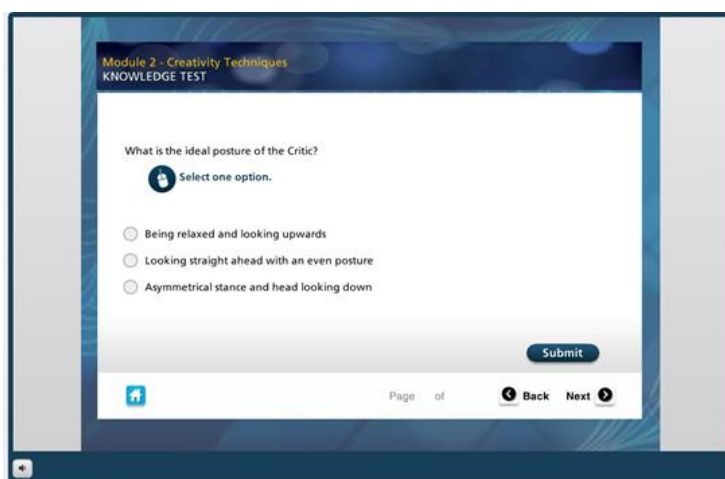 Module 2 - Creativity Techniques
KNOWLEDGE TEST
What is the ideal posture of the Critic?
Select one option.
Being relaxed and looking upwards
Looking straight ahead with an even posture
Asymmetrical stance and head looking down
Submit
Page of
Back Next